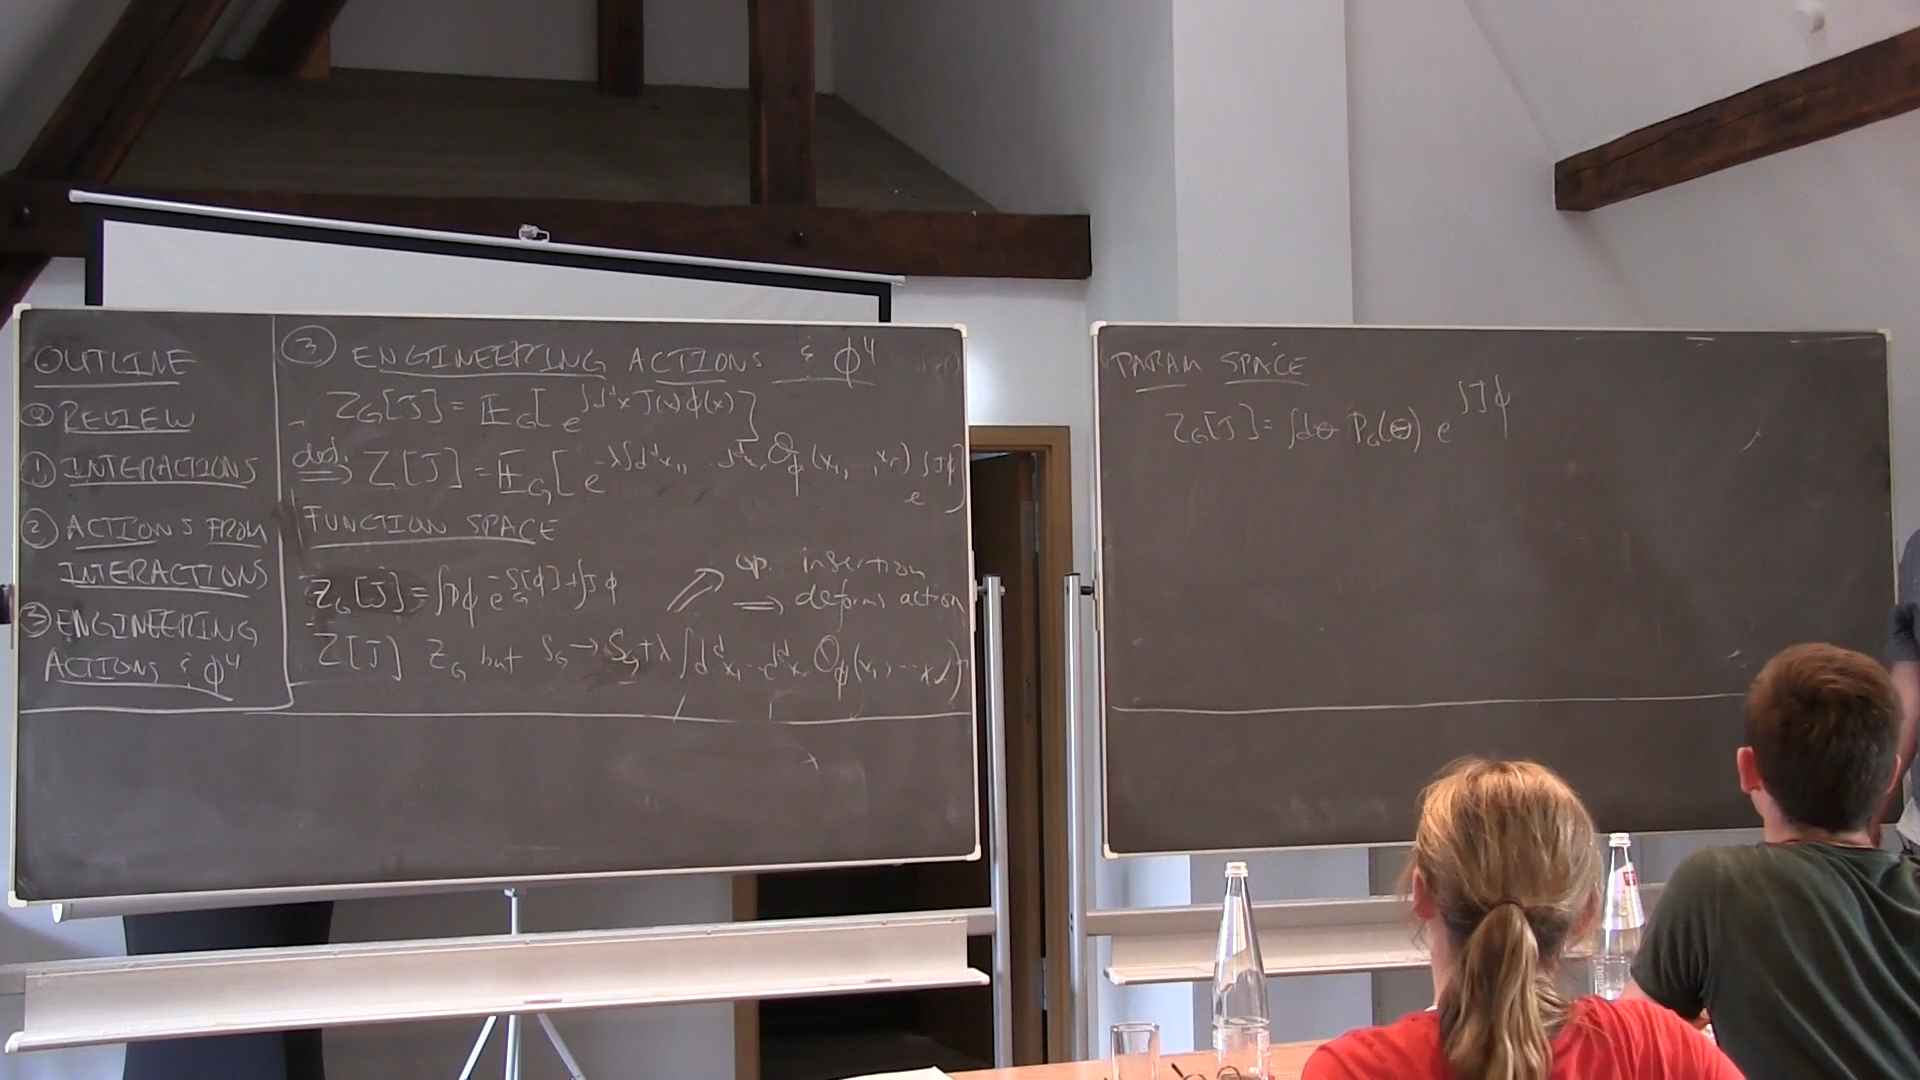 OUTLINE
⓪ REVIEW
① INTERACTIONS
② ACTIONS FROM
INTERACTIONS
③ ENGINEERING
ACTIONS & ϕ⁴
③ ENGINEERING ACTIONS & ϕ⁴
Z_G[J] = 𝔼_G[e^{∫d^dx J(x)ϕ(x)}]
def. ⟹ Z[J] = 𝔼_G[e^{-λ∫d^dx_1 ... d^dx_r O_ϕ(x_1,...,x_r)} e^{∫Jϕ}]
FUNCTION SPACE
Z_G[J] = ∫Dϕ e^{-S_G[ϕ]+∫Jϕ}
op. insertion
⟹ deforms action
Z[J] Z_G but S_G → S_G + λ∫d^dx_1 ... d^dx_r O_ϕ(x_1,...,x_r)
PARAM SPACE
Z_G[J] = ∫dθ P_G(θ) e^{∫Jϕ}